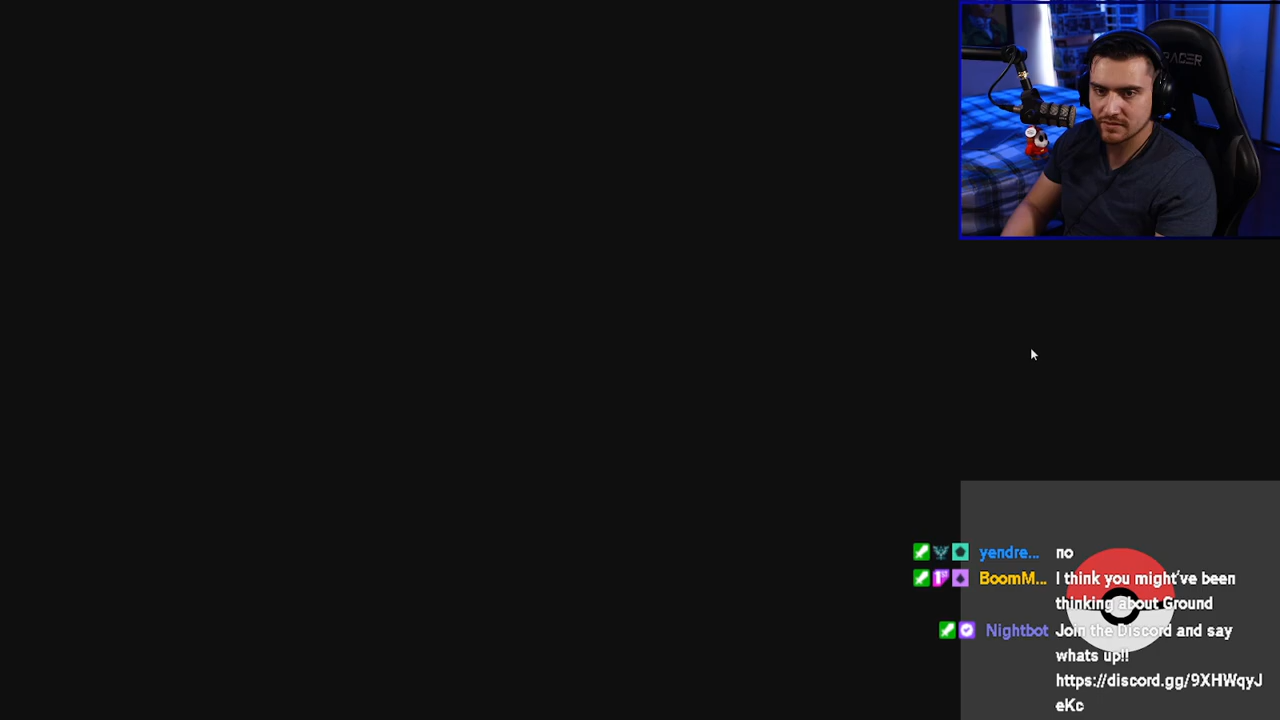 RACER
yendre... no
BoomM... I think you might've been
thinking about Ground
Nightbot Join the Discord and say
whats up!!
https://discord.gg/9XHWqyJ
eKc